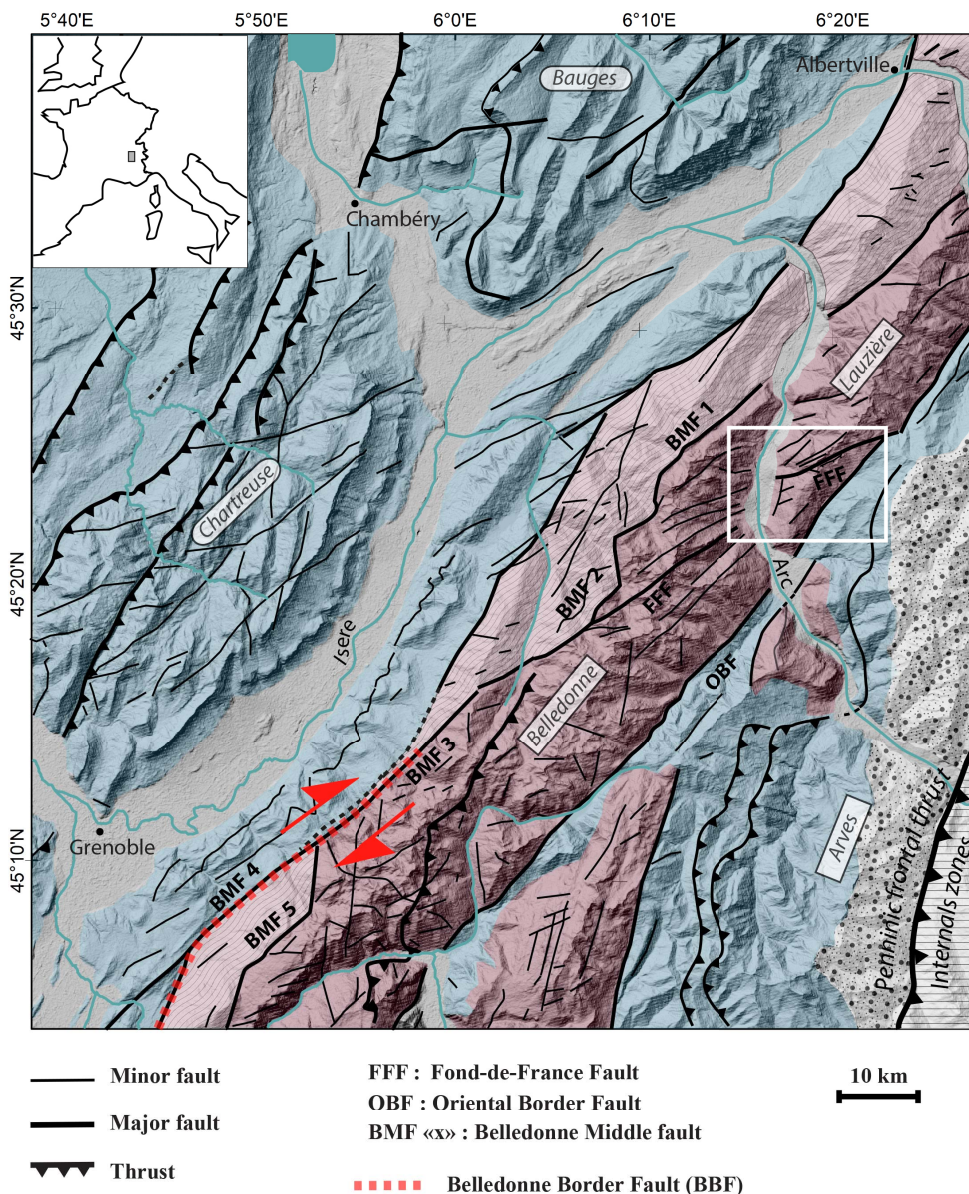 5°40'E
5°50'E
6°0'E
6°10'E
6°20'E
Bauges
Albertville
Chambéry
45°30'N
Lauzière
BMF 1
FFF
Chartreuse
45°20'N
BMF 2
FFF
Arc
Isere
OBF
Belledonne
BMF 3
Grenoble
45°10'N
Arves
Penninic frontal thrust
Internals zones
BMF 4
BMF 5
Minor fault
Major fault
Thrust
FFF : Fond-de-France Fault
OBF : Oriental Border Fault
BMF «x» : Belledonne Middle fault
Belledonne Border Fault (BBF)
10 km